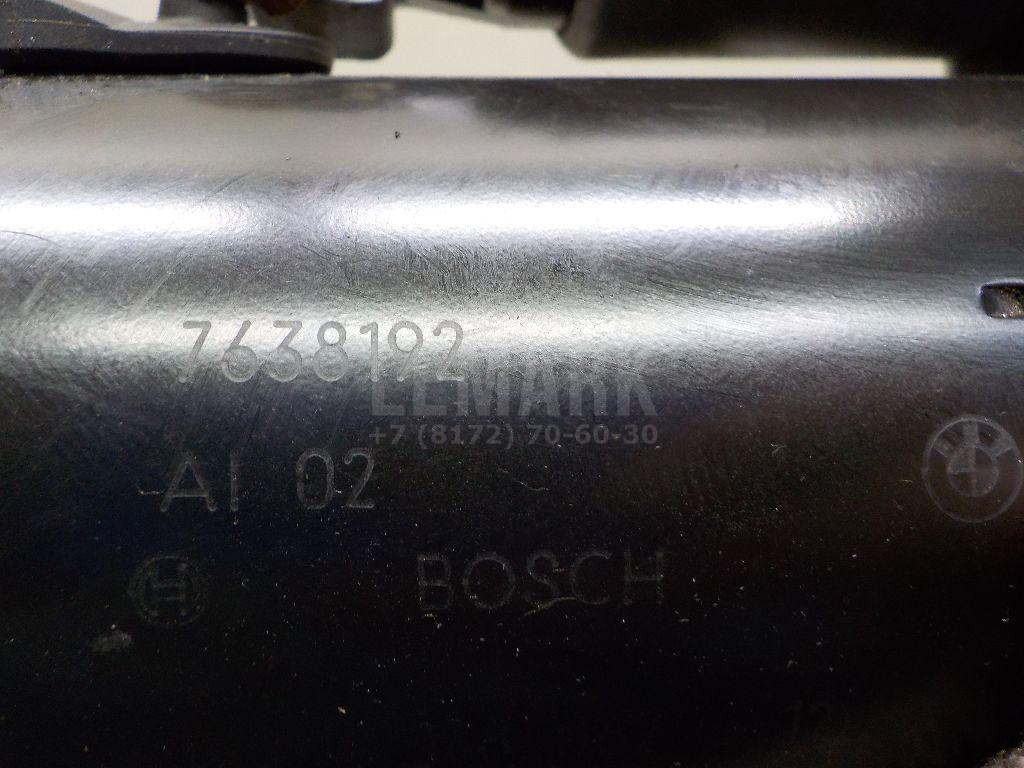 7638192
LEMARK
+7 (8172) 70-60-30
AI 02
BOSCH